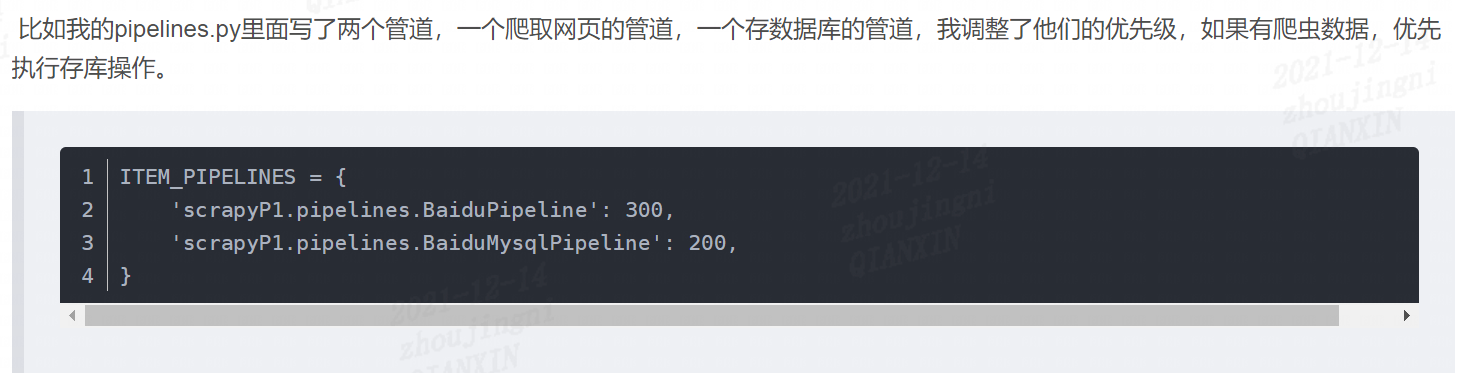 比如我的pipelines.py里面写了两个管道，一个爬取网页的管道，一个存数据库的管道，我调整了他们的优先级，如果有爬虫数据，优先
执行存库操作。
1 ITEM_PIPELINES = {
2     'scrapyP1.pipelines.BaiduPipeline': 300,
3     'scrapyP1.pipelines.BaiduMysqlPipeline': 200,
4 }
2021-12-14
zhoujingni
QIANXIN
2021-12-14
zhoujingni
QIANXIN
2021-12-14
zhoujingni
QIANXIN